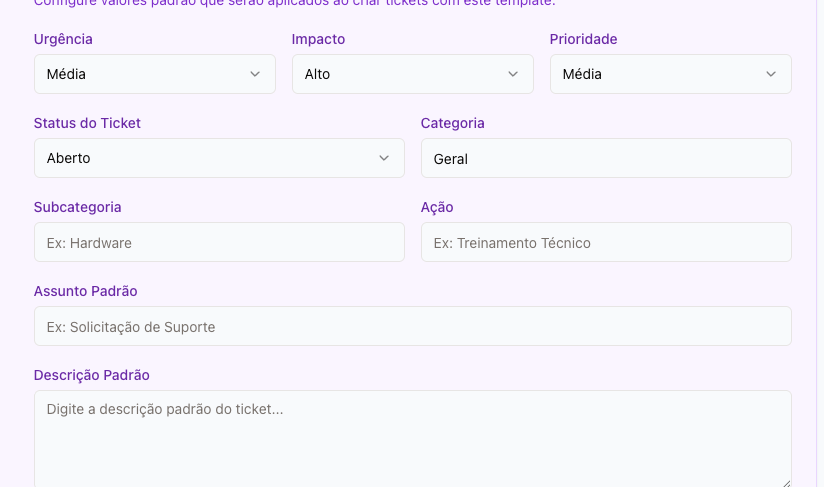 Configure valores padrão que serão aplicados ao criar tickets com este template.
Urgência
Impacto
Prioridade
Média
Alto
Média
Status do Ticket
Categoria
Aberto
Geral
Subcategoria
Ação
Ex: Hardware
Ex: Treinamento Técnico
Assunto Padrão
Ex: Solicitação de Suporte
Descrição Padrão
Digite a descrição padrão do ticket...